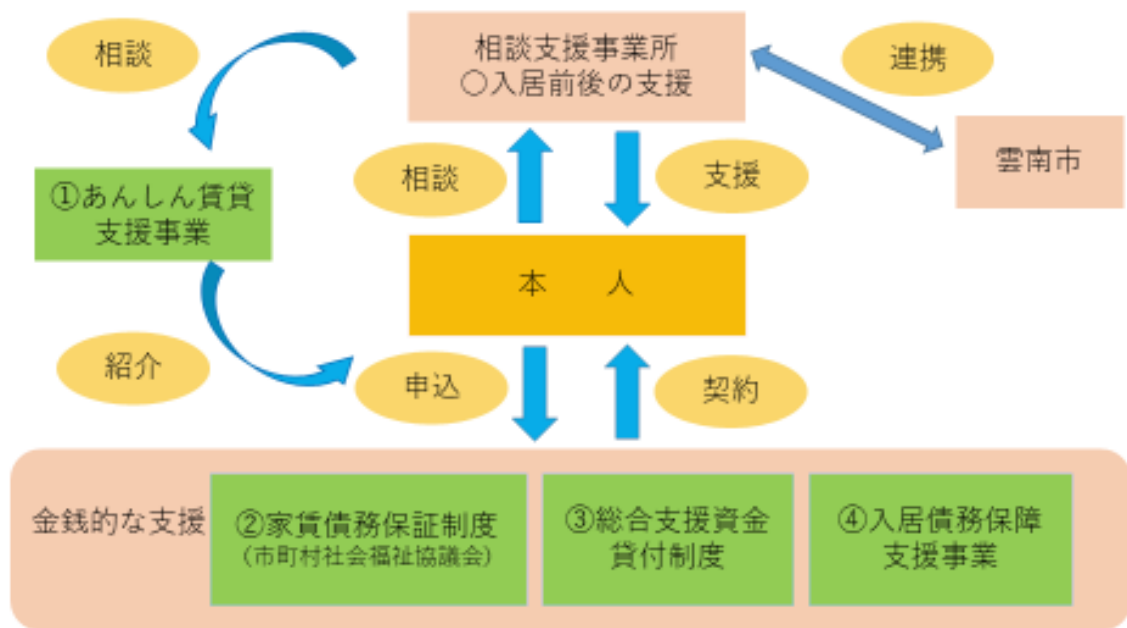 相談
相談支援事業所
○入居前後の支援
連携
雲南市
①あんしん賃貸
支援事業
相談
支援
本　　人
紹介
申込
契約
金銭的な支援
②家賃債務保証制度
(市町村社会福祉協議会)
③総合支援資金
貸付制度
④入居債務保障
支援事業